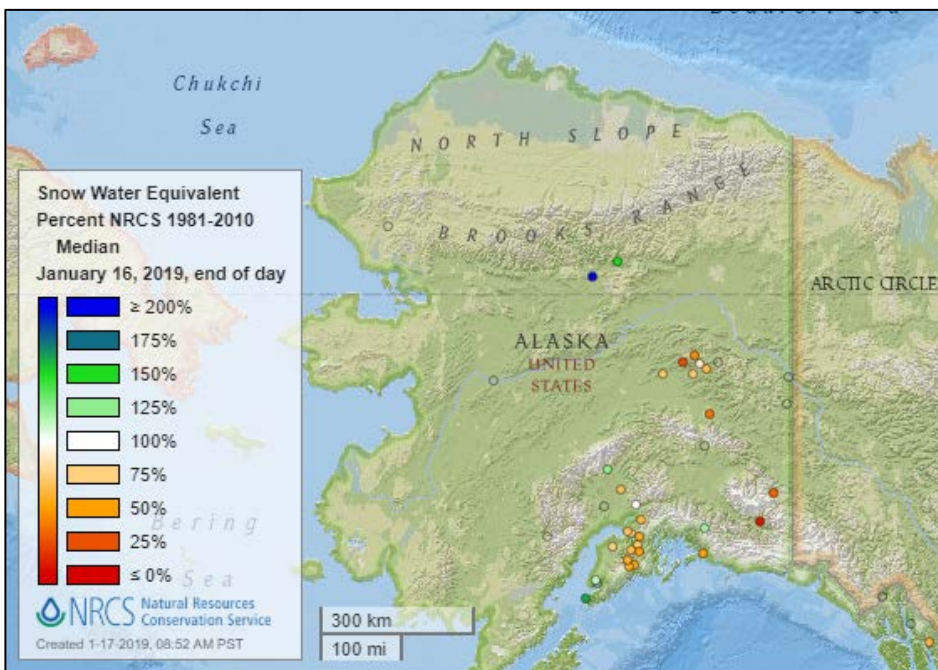 Beaufort Sea
Chukchi
Sea
NORTH SLOPE
BROOKS RANGE
ARCTIC CIRCLE
ALASKA
UNITED
STATES
Bering
Sea
Snow Water Equivalent
Percent NRCS 1981-2010
Median
January 16, 2019, end of day
≥ 200%
175%
150%
125%
100%
75%
50%
25%
≤ 0%
NRCS Natural Resources
Conservation Service
Created 1-17-2019, 08:52 AM PST
300 km
100 mi